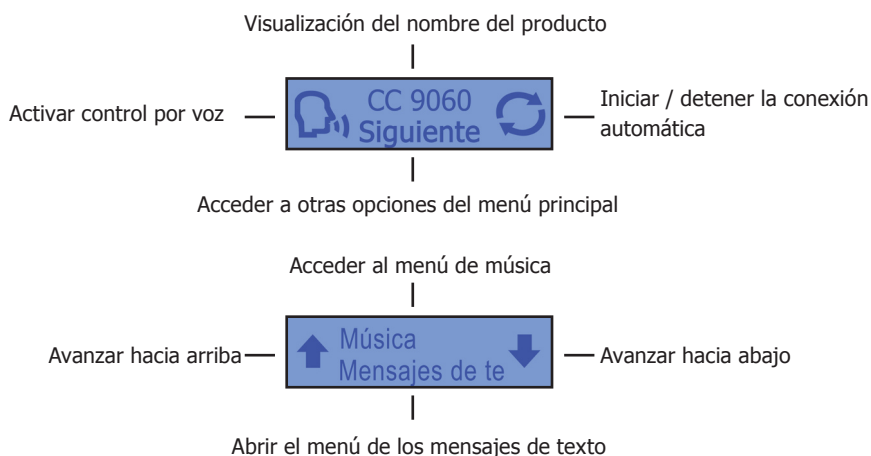 Visualización del nombre del producto
Activar control por voz
CC 9060
Siguiente
Iniciar / detener la conexión
automática
Acceder a otras opciones del menú principal
Acceder al menú de música
Avanzar hacia arriba
Música
Mensajes de te
Avanzar hacia abajo
Abrir el menú de los mensajes de texto